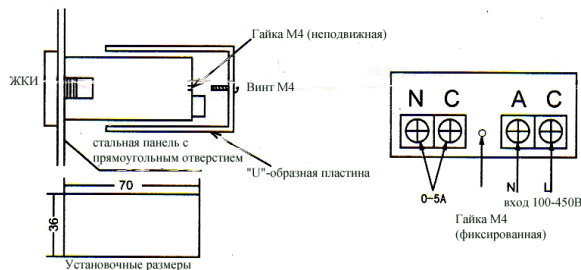 Гайка М4 (неподвижная)
ЖКИ
Винт М4
стальная панель с
прямоугольным отверстием
"U"-образная пластина
70
36
Установочные размеры
N C A C
0-5А
N L
вход 100-450В
Гайка М4
(фиксированная)